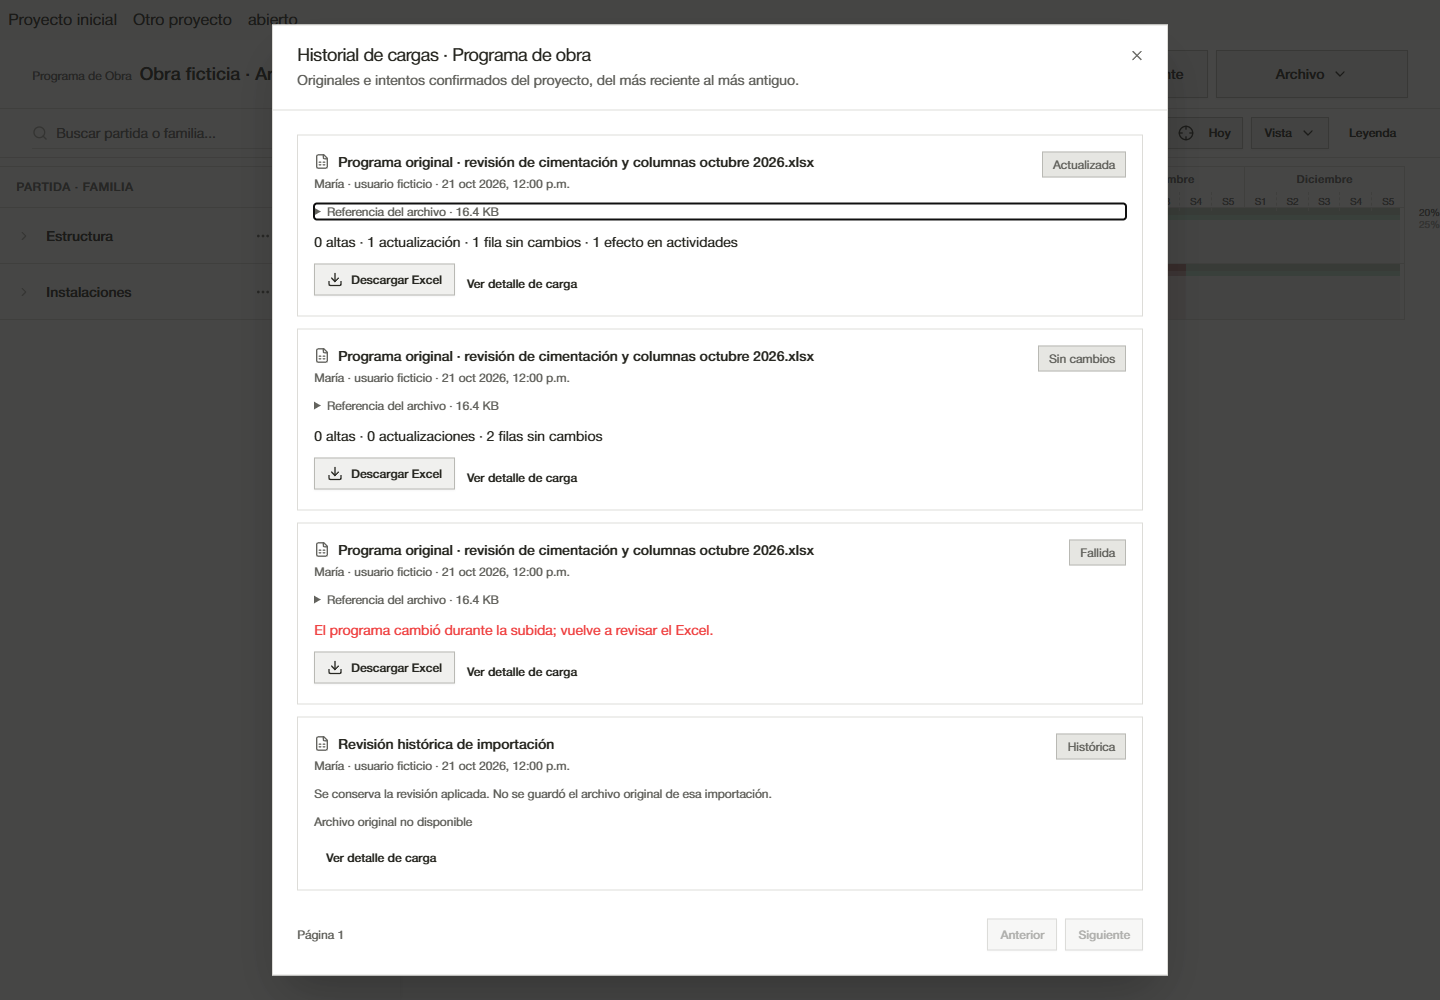 Proyecto inicial Otro proyecto abierto
Historial de cargas · Programa de obra
Originales e intentos confirmados del proyecto, del más reciente al más antiguo.
Programa de Obra Obra ficticia ·
Archivo
Buscar partida o familia...
Hoy Vista Leyenda
PARTIDA · FAMILIA
Diciembre
S4 S5 S1 S2 S3 S4 S5
20%
25%
Estructura
Instalaciones
Programa original · revisión de cimentación y columnas octubre 2026.xlsx
Actualizada
María · usuario ficticio · 21 oct 2026, 12:00 p.m.
Referencia del archivo · 16.4 KB
0 altas · 1 actualización · 1 fila sin cambios · 1 efecto en actividades
Descargar Excel Ver detalle de carga
Programa original · revisión de cimentación y columnas octubre 2026.xlsx
Sin cambios
María · usuario ficticio · 21 oct 2026, 12:00 p.m.
Referencia del archivo · 16.4 KB
0 altas · 0 actualizaciones · 2 filas sin cambios
Descargar Excel Ver detalle de carga
Programa original · revisión de cimentación y columnas octubre 2026.xlsx
Fallida
María · usuario ficticio · 21 oct 2026, 12:00 p.m.
Referencia del archivo · 16.4 KB
El programa cambió durante la subida; vuelve a revisar el Excel.
Descargar Excel Ver detalle de carga
Revisión histórica de importación
Histórica
María · usuario ficticio · 21 oct 2026, 12:00 p.m.
Se conserva la revisión aplicada. No se guardó el archivo original de esa importación.
Archivo original no disponible
Ver detalle de carga
Página 1
Anterior Siguiente